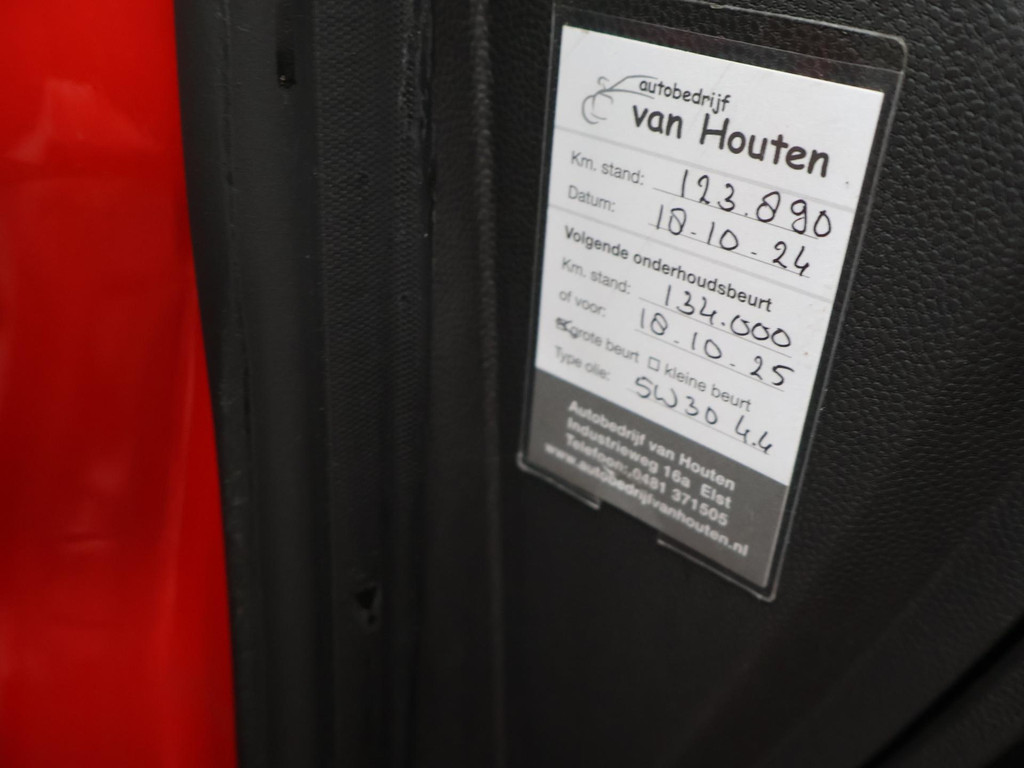 autobedrijf
van Houten
Km. stand: 123.890
Datum: 18-10-24
Volgende onderhoudsbeurt
Km. stand: 134.000
of voor: 18-10-25
☒ grote beurt ☐ kleine beurt
Type olie: 5W30 4.4
Autobedrijf van Houten
Industrieweg 16a Elst
Telefoon: 0481 371505
www.autobedrijfvanhouten.nl